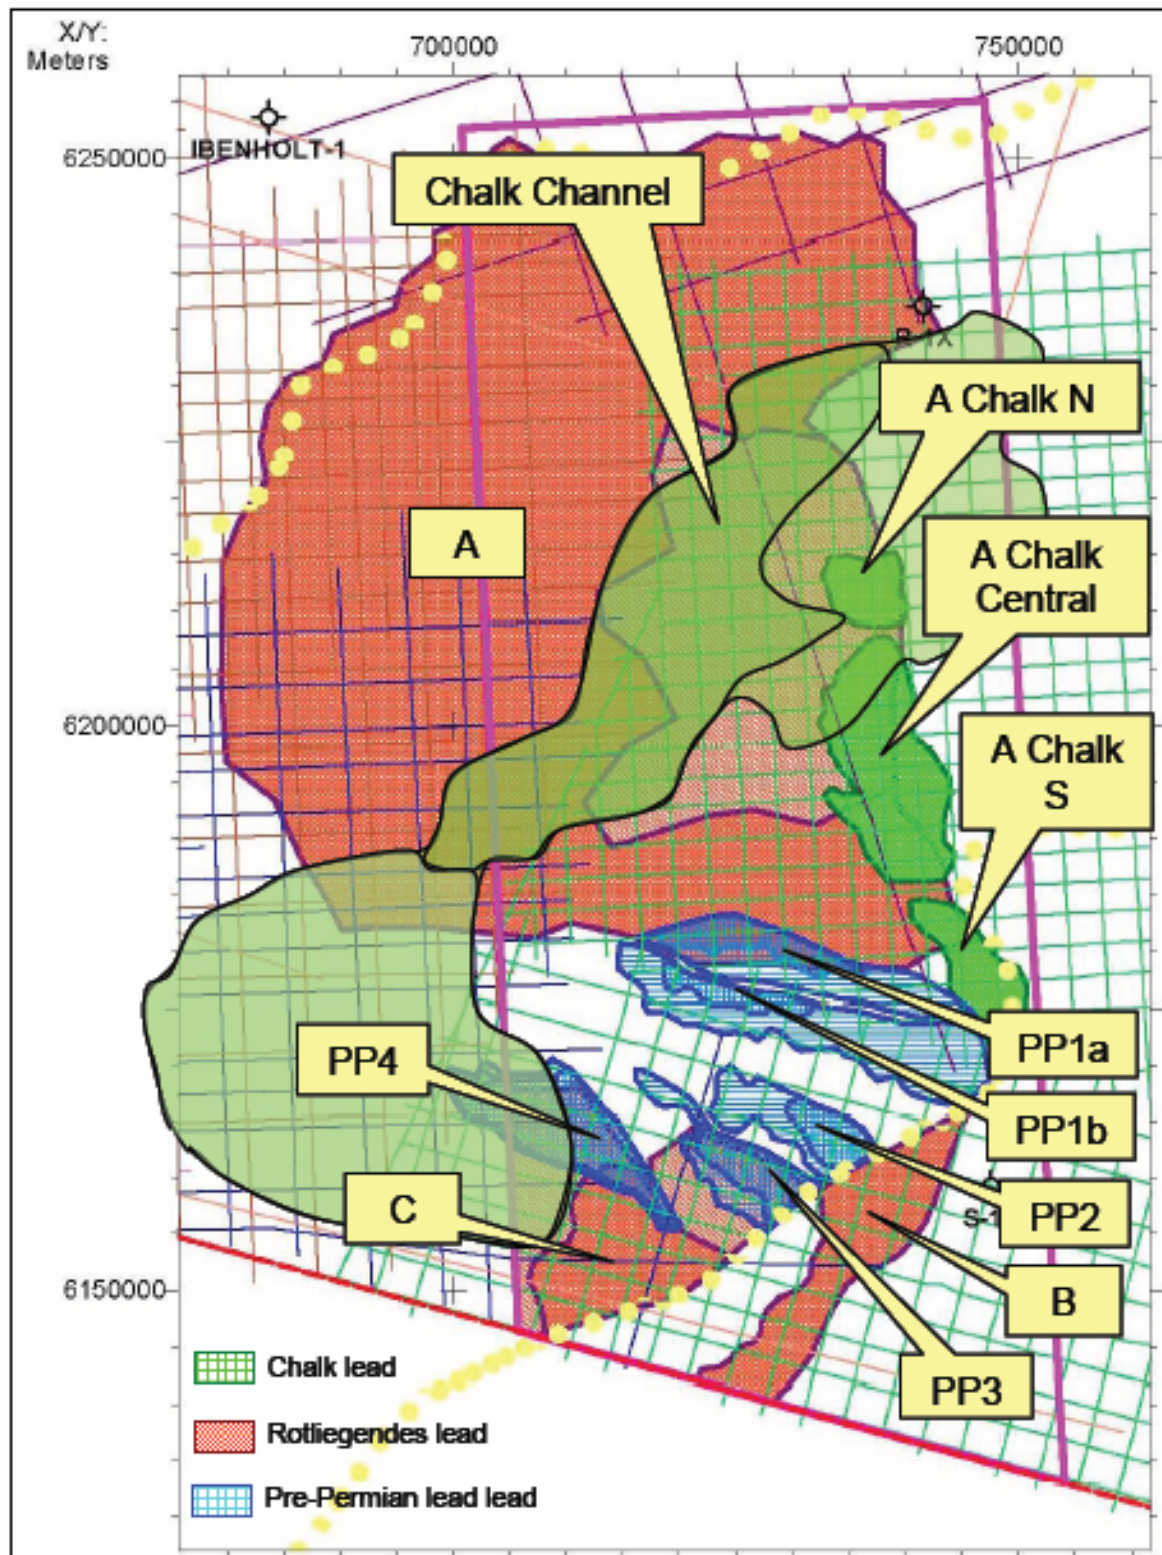 X/Y:
Meters
700000
750000
IBENHOLT-1
6250000
Chalk Channel
A Chalk N
A
A Chalk
Central
6200000
A Chalk
S
PP4
PP1a
PP1b
C
PP2
B
6150000
PP3
Chalk lead
Rotliegendes lead
Pre-Permian lead lead